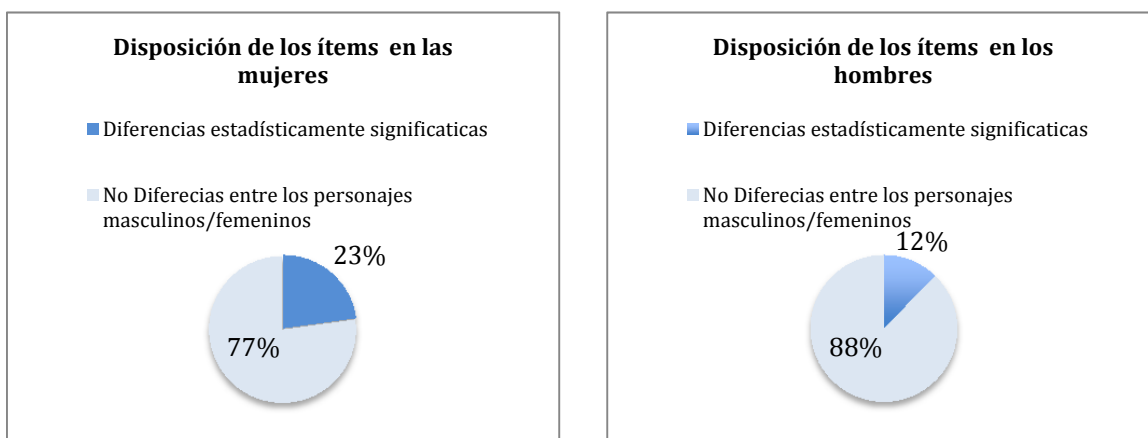 Disposición de los ítems en las
mujeres
Diferencias estadísticamente significaticas
No Diferecias entre los personajes
masculinos/femeninos
23%
77%
Disposición de los ítems en los
hombres
Diferencias estadísticamente significaticas
No Diferecias entre los personajes
masculinos/femeninos
12%
88%